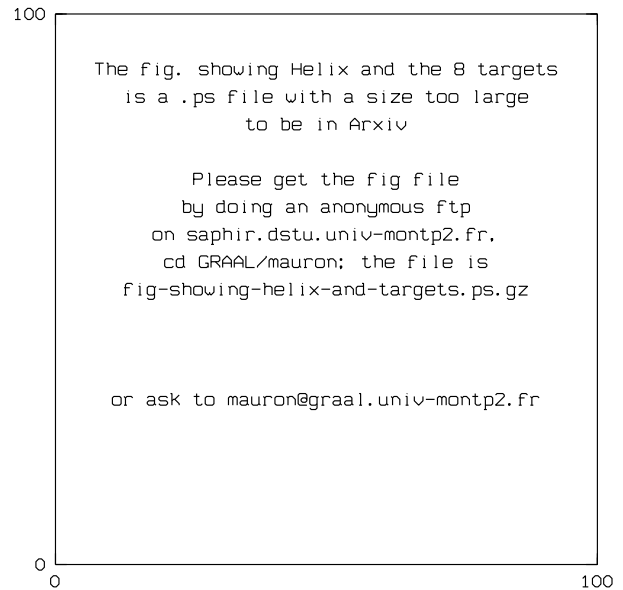 100
The fig. showing Helix and the 8 targets
is a .ps file with a size too large
to be in Arxiv
Please get the fig file
by doing an anonymous ftp
on saphir.dstu.univ-montp2.fr,
cd GRAAL/mauron; the file is
fig-showing-helix-and-targets.ps.gz
or ask to mauron@graal.univ-montp2.fr
0
0 100